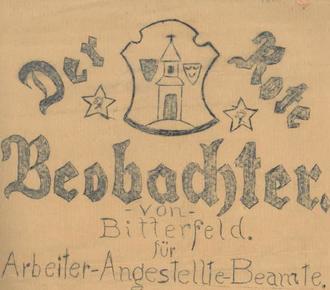 Der Rote
Beobachter.
-von-
Bitterfeld.
für
Arbeiter-Angestellte-Beamte.